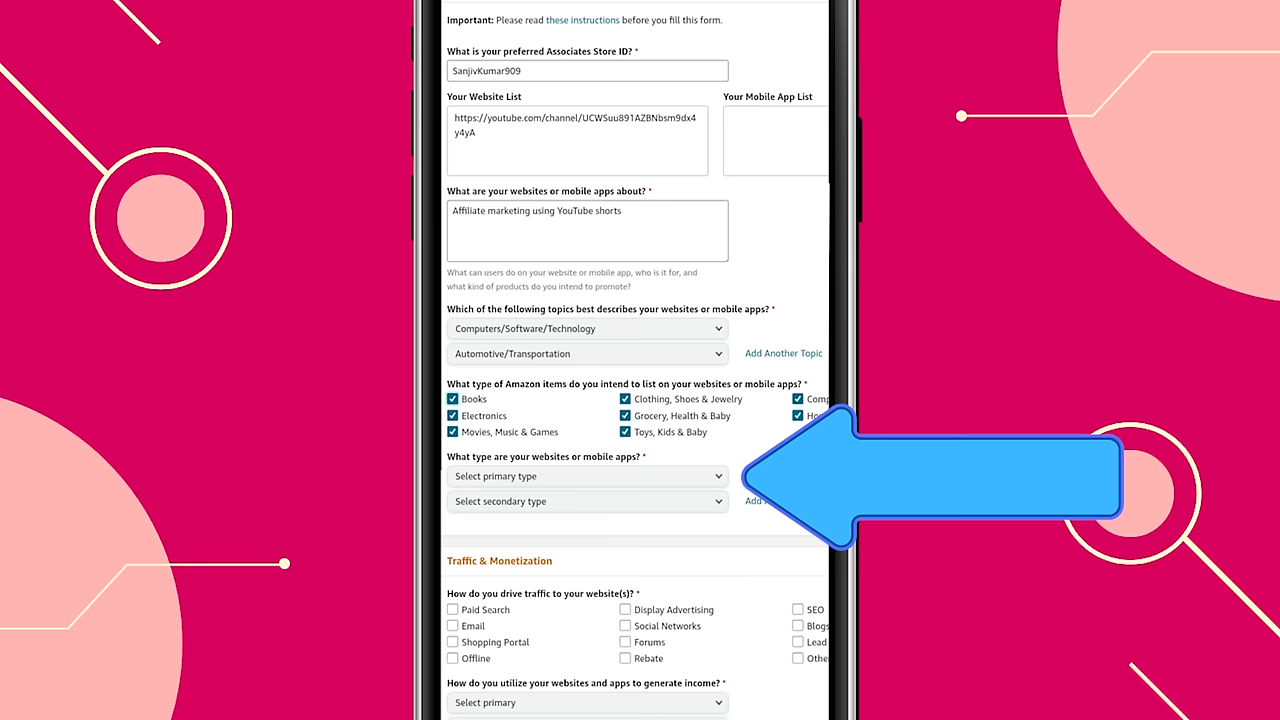 Important: Please read these instructions before you fill this form.
What is your preferred Associates Store ID? *
SanjivKumar909
Your Website List
Your Mobile App List
https://youtube.com/channel/UCWSuu891AZBNbsm9dx4
y4yA
What are your websites or mobile apps about? *
Affiliate marketing using YouTube shorts
What can users do on your website or mobile app, who is it for, and
what kind of products do you intend to promote?
Which of the following topics best describes your websites or mobile apps? *
Computers/Software/Technology
Automotive/Transportation
Add Another Topic
What type of Amazon items do you intend to list on your websites or mobile apps? *
Books
Clothing, Shoes & Jewelry
Electronics
Grocery, Health & Baby
Movies, Music & Games
Toys, Kids & Baby
What type are your websites or mobile apps? *
Select primary type
Select secondary type
Add
Traffic & Monetization
How do you drive traffic to your website(s)? *
Paid Search
Display Advertising
SEO
Email
Social Networks
Blogs
Shopping Portal
Forums
Lead
Offline
Rebate
How do you utilize your websites and apps to generate income? *
Select primary